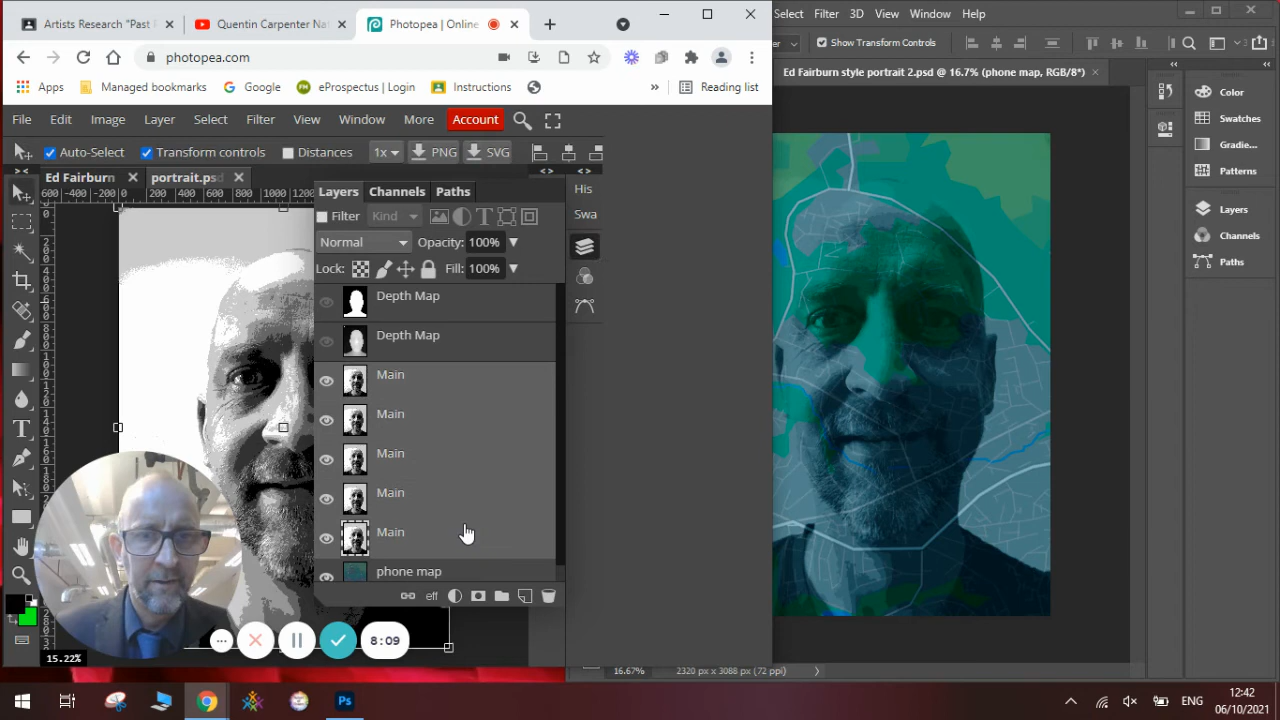 Artists Research "Past P
Quentin Carpenter Nat
Photopea | Online
photopea.com
Apps
Managed bookmarks
Google
eProspectus | Login
Instructions
»
Reading list
File Edit Image Layer Select Filter View Window More Account
Auto-Select
Transform controls
Distances
1x
PNG
SVG
Ed Fairburn
portrait.psd
Layers Channels Paths
Filter
Kind
Normal
Opacity: 100%
Lock:
Fill: 100%
Depth Map
Depth Map
Main
Main
Main
Main
Main
phone map
eff
His
Swa
8:09
15.22%
Select Filter 3D View Window Help
Show Transform Controls
Ed Fairburn style portrait 2.psd @ 16.7% (phone map, RGB/8*)
Color
Swatches
Gradie...
Patterns
Layers
Channels
Paths
16.67%
2320 px x 3088 px (72 ppi)
Ps
ENG
12:42
06/10/2021